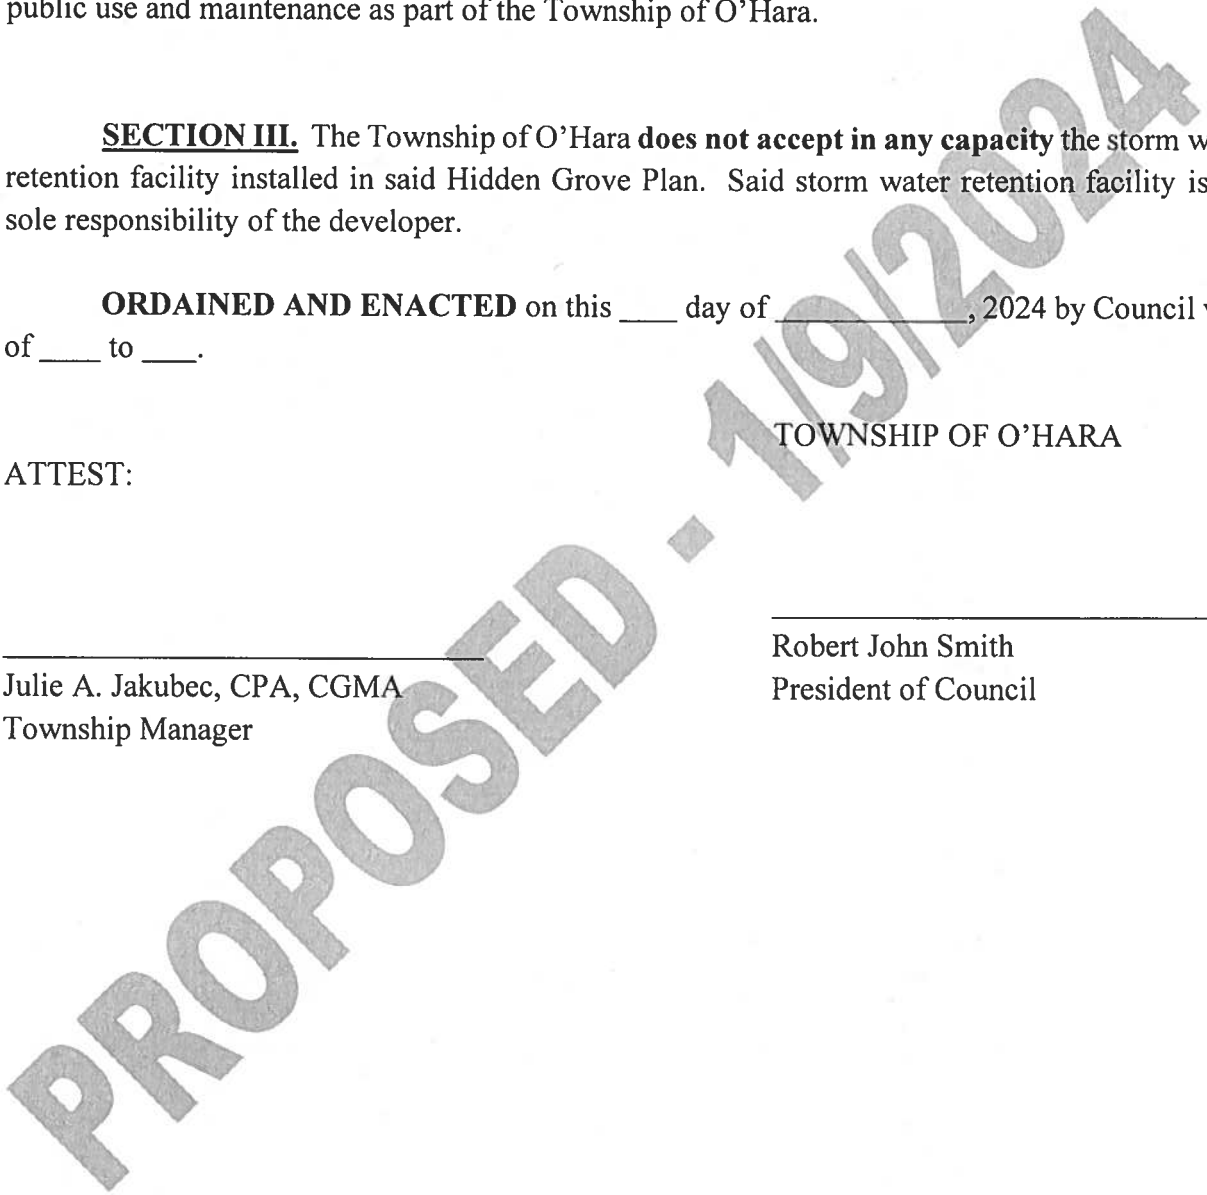 public use and maintenance as part of the Township of O'Hara.
SECTION III. The Township of O'Hara does not accept in any capacity the storm
retention facility installed in said Hidden Grove Plan. Said storm water retention facility is
sole responsibility of the developer.
ORDAINED AND ENACTED on this ____ day of _____________, 2024 by Council
of ____ to ____.
TOWNSHIP OF O'HARA
ATTEST:
Robert John Smith
President of Council
Julie A. Jakubec, CPA, CGMA
Township Manager
PROPOSED - 1/9/2024